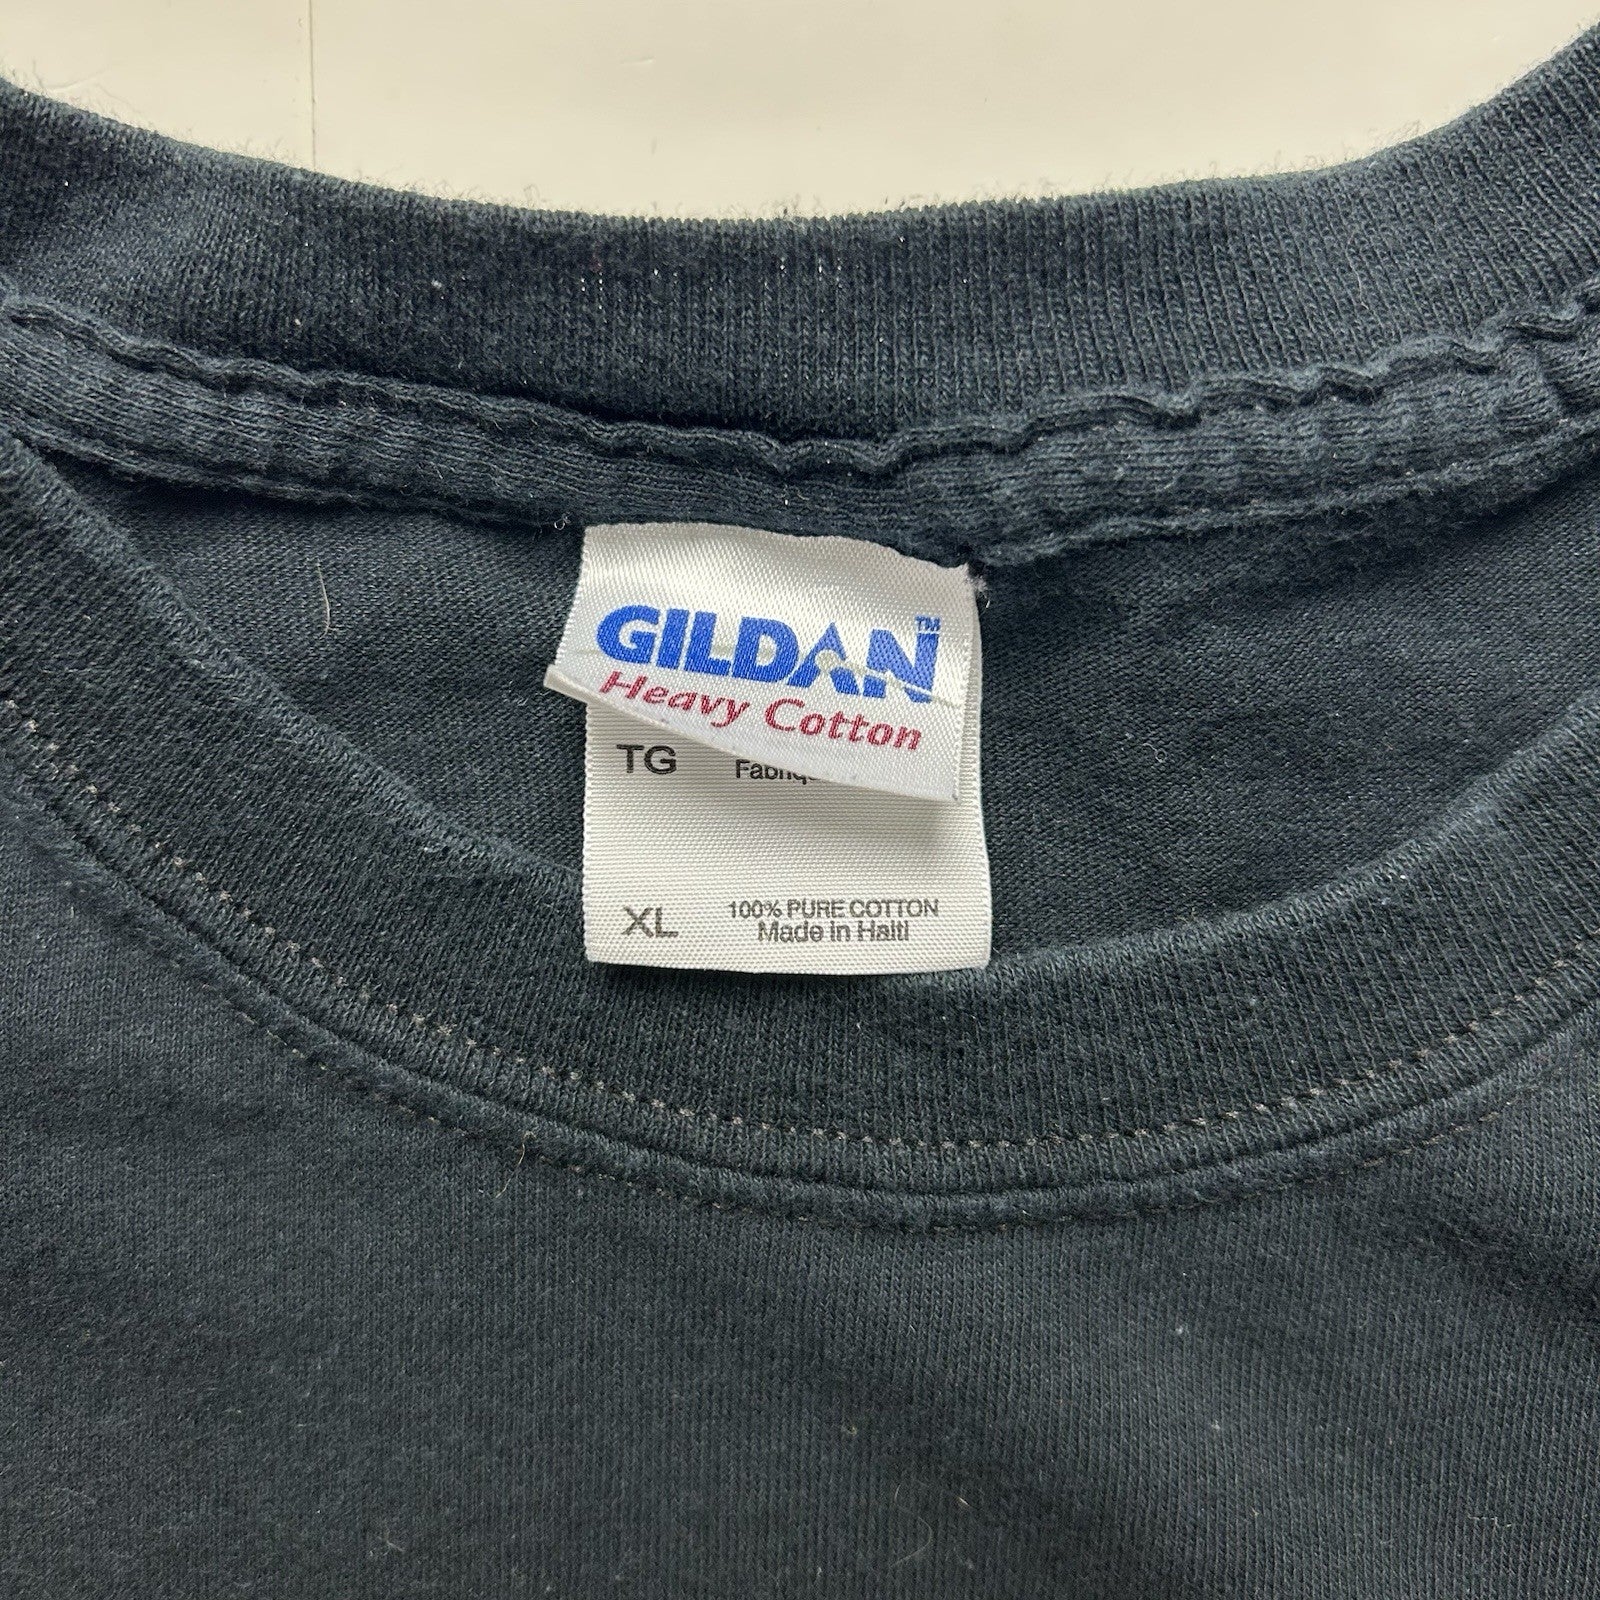 GILDAN™
Heavy Cotton
TG
XL
100% PURE COTTON
Made in Haiti